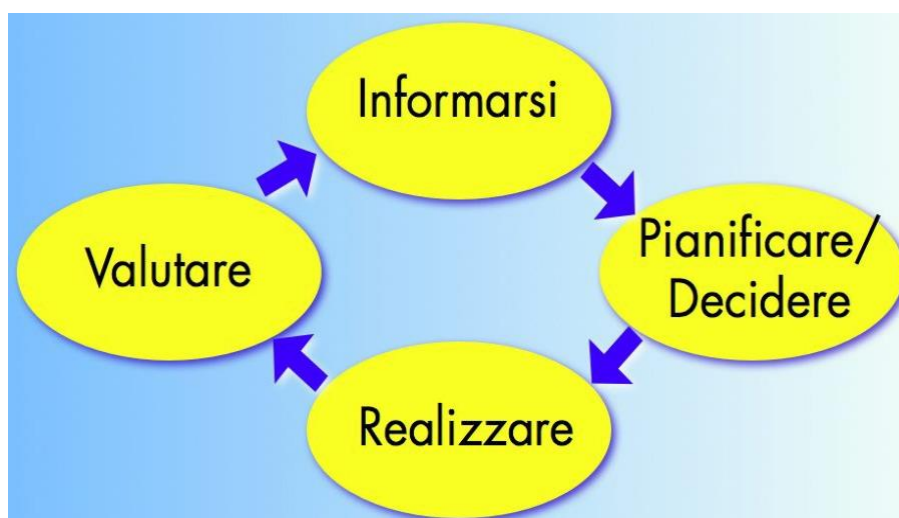 Informarsi
Pianificare/
Decidere
Realizzare
Valutare